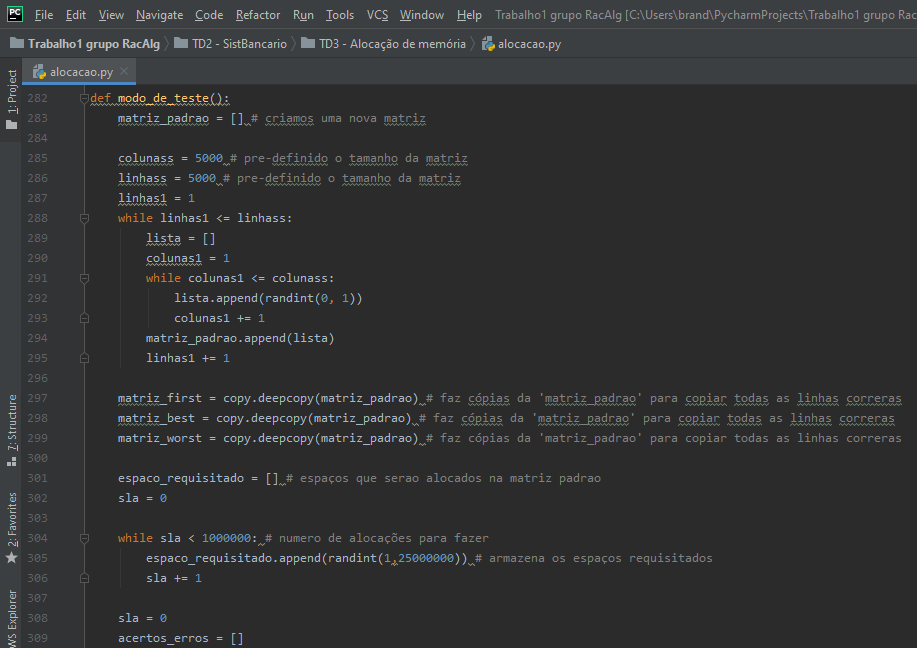 PC File Edit View Navigate Code Refactor Run Tools VCS Window Help Trabalho1 grupo RacAlg [C:\Users\brand\PycharmProjects\Trabalho1 grupo Rac
Trabalho1 grupo RacAlg TD2 - SistBancario TD3 - Alocação de memória alocacao.py
alocacao.py
1: Project
7: Structure
2: Favorites
WS Explorer
282 def modo_de_teste():
283 matriz_padrao = [] # criamos uma nova matriz
284
285 colunass = 5000 # pre-definido o tamanho da matriz
286 linhass = 5000 # pre-definido o tamanho da matriz
287 linhas1 = 1
288 while linhas1 <= linhass:
289 lista = []
290 colunas1 = 1
291 while colunas1 <= colunass:
292 lista.append(randint(0, 1))
293 colunas1 += 1
294 matriz_padrao.append(lista)
295 linhas1 += 1
296
297 matriz_first = copy.deepcopy(matriz_padrao) # faz cópias da 'matriz_padrao' para copiar todas as linhas correras
298 matriz_best = copy.deepcopy(matriz_padrao) # faz cópias da 'matriz_padrao' para copiar todas as linhas correras
299 matriz_worst = copy.deepcopy(matriz_padrao) # faz cópias da 'matriz_padrao' para copiar todas as linhas correras
300
301 espaco_requisitado = [] # espaços que serao alocados na matriz padrao
302 sla = 0
303
304 while sla < 1000000: # numero de alocações para fazer
305 espaco_requisitado.append(randint(1,25000000)) # armazena os espaços requisitados
306 sla += 1
307
308 sla = 0
309 acertos_erros = []